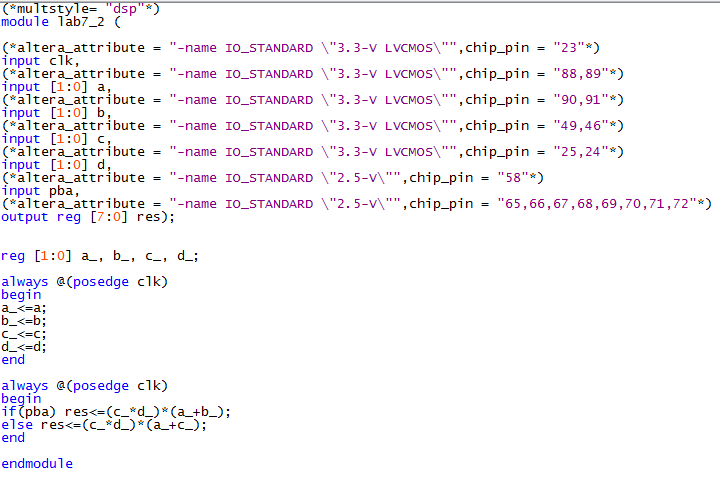 (*multstyle= "dsp"*)
module lab7_2 (
(*altera_attribute = "-name IO_STANDARD \"3.3-V LVCMOS\"",chip_pin = "23"*)
input clk,
(*altera_attribute = "-name IO_STANDARD \"3.3-V LVCMOS\"",chip_pin = "88,89"*)
input [1:0] a,
(*altera_attribute = "-name IO_STANDARD \"3.3-V LVCMOS\"",chip_pin = "90,91"*)
input [1:0] b,
(*altera_attribute = "-name IO_STANDARD \"3.3-V LVCMOS\"",chip_pin = "49,46"*)
input [1:0] c,
(*altera_attribute = "-name IO_STANDARD \"3.3-V LVCMOS\"",chip_pin = "25,24"*)
input [1:0] d,
(*altera_attribute = "-name IO_STANDARD \"2.5-V\"",chip_pin = "58"*)
input pba,
(*altera_attribute = "-name IO_STANDARD \"2.5-V\"",chip_pin = "65,66,67,68,69,70,71,72"*)
output reg [7:0] res);
reg [1:0] a_, b_, c_, d_;
always @(posedge clk)
begin
a_<=a;
b_<=b;
c_<=c;
d_<=d;
end
always @(posedge clk)
begin
if(pba) res<=(c_*d_)*(a_+b_);
else res<=(c_*d_)*(a_+c_);
end
endmodule